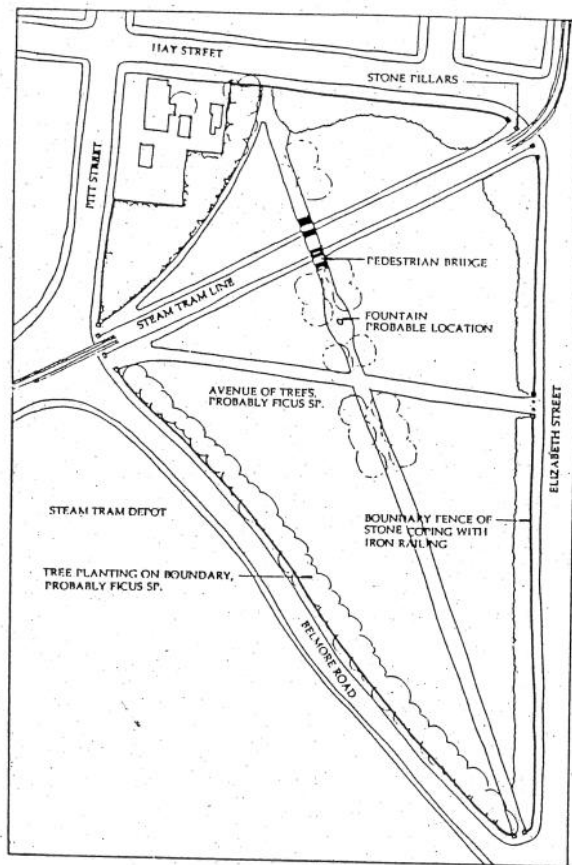 HAY STREET
STONE PILLARS
PITT STREET
PEDESTRIAN BRIDGE
STEAM TRAM LINE
FOUNTAIN
PROBABLE LOCATION
AVENUE OF TREES,
PROBABLY FICUS SP.
ELIZABETH STREET
STEAM TRAM DEPOT
BOUNDARY FENCE OF
STONE COPING WITH
IRON RAILING
TREE PLANTING ON BOUNDARY,
PROBABLY FICUS SP.
BELMORE ROAD